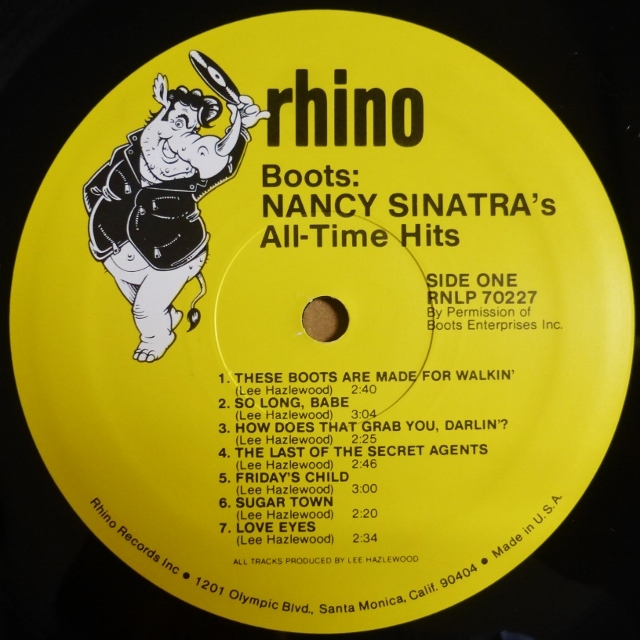 rhino
Boots:
NANCY SINATRA's
All-Time Hits
SIDE ONE
RNLP 70227
By Permission of
Boots Enterprises Inc.
1. THESE BOOTS ARE MADE FOR WALKIN'
(Lee Hazlewood) 2:40
2. SO LONG, BABE
(Lee Hazlewood) 3:04
3. HOW DOES THAT GRAB YOU, DARLIN'?
(Lee Hazlewood) 2:25
4. THE LAST OF THE SECRET AGENTS
(Lee Hazlewood) 2:46
5. FRIDAY'S CHILD
(Lee Hazlewood) 3:00
6. SUGAR TOWN
(Lee Hazlewood) 2:20
7. LOVE EYES
(Lee Hazlewood) 2:34
ALL TRACKS PRODUCED BY LEE HAZLEWOOD
Rhino Records Inc • 1201 Olympic Blvd., Santa Monica, Calif. 90404 • Made in U.S.A.